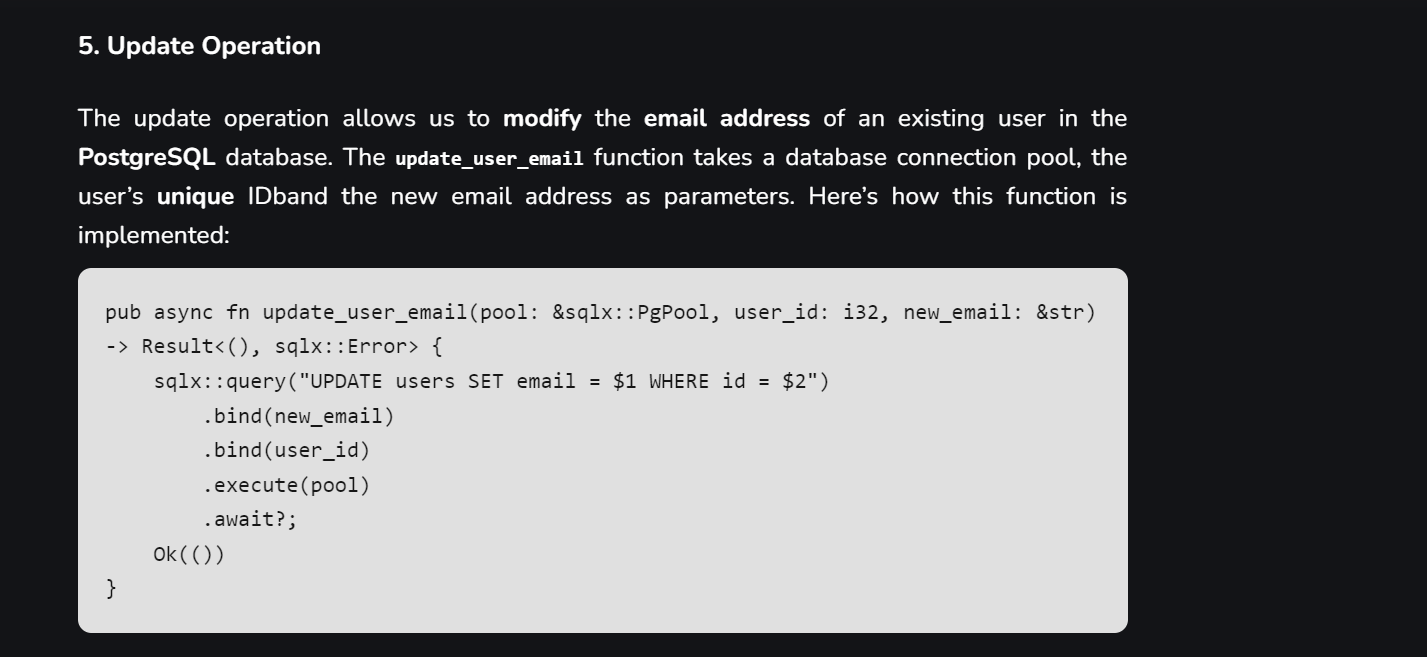 5. Update Operation
The update operation allows us to modify the email address of an existing user in the
PostgreSQL database. The update_user_email function takes a database connection pool, the
user’s unique IDband the new email address as parameters. Here’s how this function is
implemented:
pub async fn update_user_email(pool: &sqlx::PgPool, user_id: i32, new_email: &str)
-> Result<(), sqlx::Error> {
    sqlx::query("UPDATE users SET email = $1 WHERE id = $2")
        .bind(new_email)
        .bind(user_id)
        .execute(pool)
        .await?;
    Ok(())
}